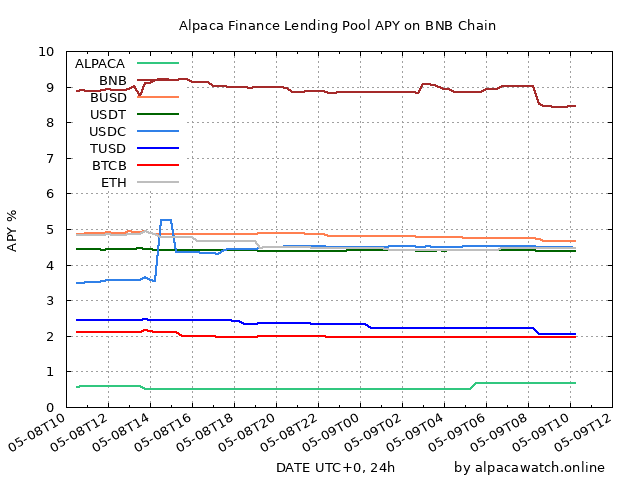 Alpaca Finance Lending Pool APY on BNB Chain
APY %
10
9
8
7
6
5
4
3
2
1
0
ALPACA
BNB
BUSD
USDT
USDC
TUSD
BTCB
ETH
05-08T10
05-08T12
05-08T14
05-08T16
05-08T18
05-08T20
05-08T22
05-09T00
05-09T02
05-09T04
05-09T06
05-09T08
05-09T10
05-09T12
DATE UTC+0, 24h
by alpacawatch.online